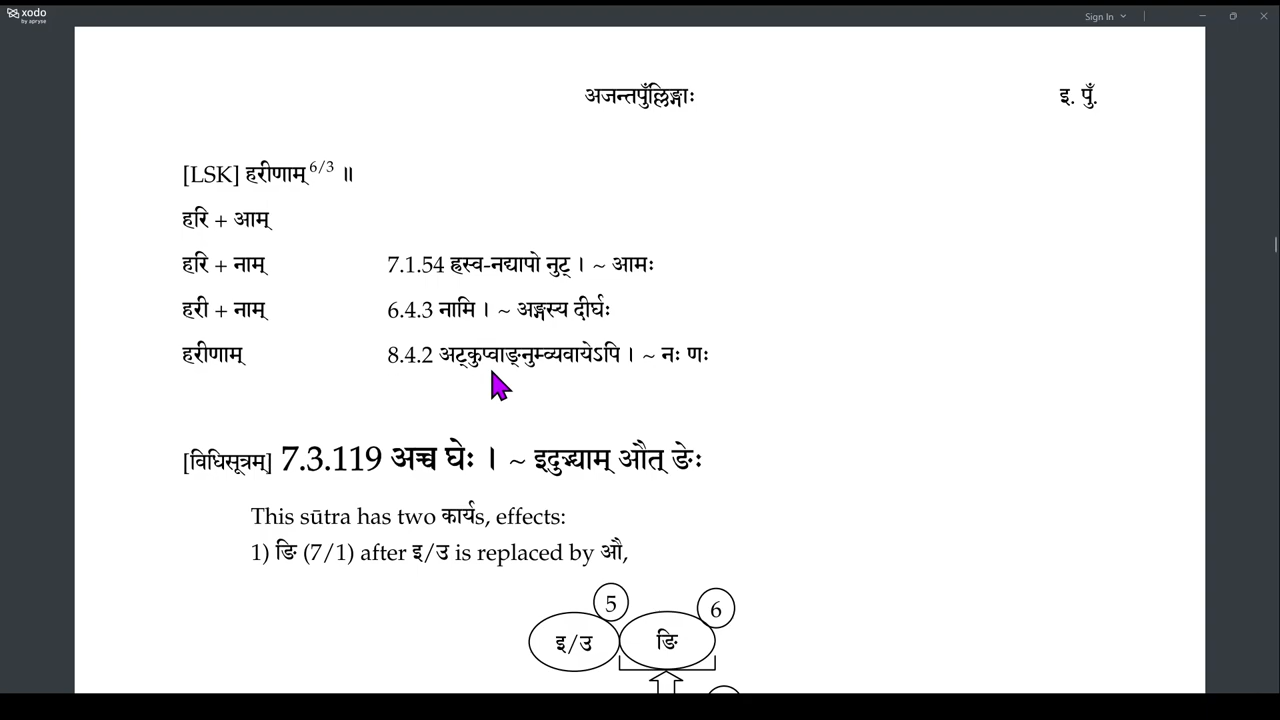 xodo
by apryse
Sign In
अजन्तपुँल्लिङ्गाः
इ. पुँ.
[LSK] हरीणाम् 6/3 ॥
हरि + आम्
हरि + नाम् 7.1.54 ह्रस्व-नद्यापो नुट् । ~ आमः
हरी + नाम् 6.4.3 नामि । ~ अङ्गस्य दीर्घः
हरीणाम् 8.4.2 अट्कुप्वाङ्नुम्व्यवायेऽपि । ~ नः णः
[विधिसूत्रम्] 7.3.119 अच्च घेः । ~ इदुद्भ्याम् औत् ङेः
This sūtra has two कार्यs, effects:
1) ङि (7/1) after इ/उ is replaced by औ,
5
6
इ/उ
ङि